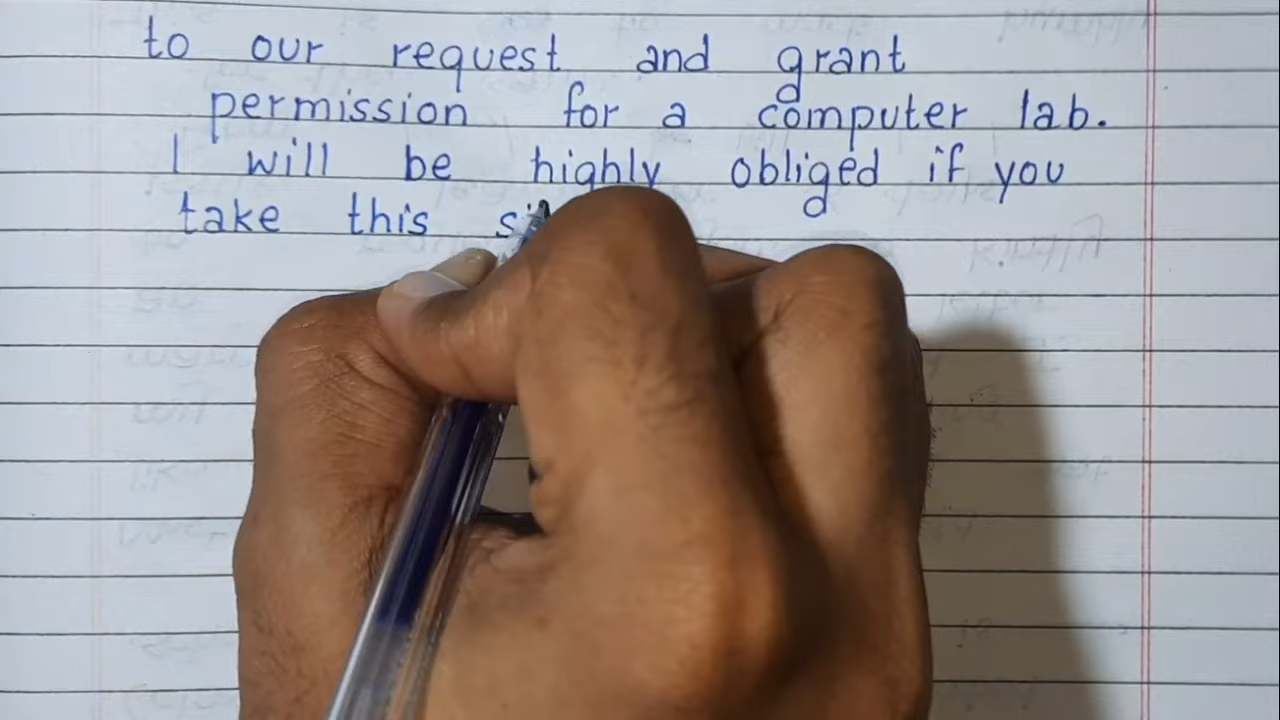 to our request and grant
permission for a computer lab.
I will be highly obliged if you
take this